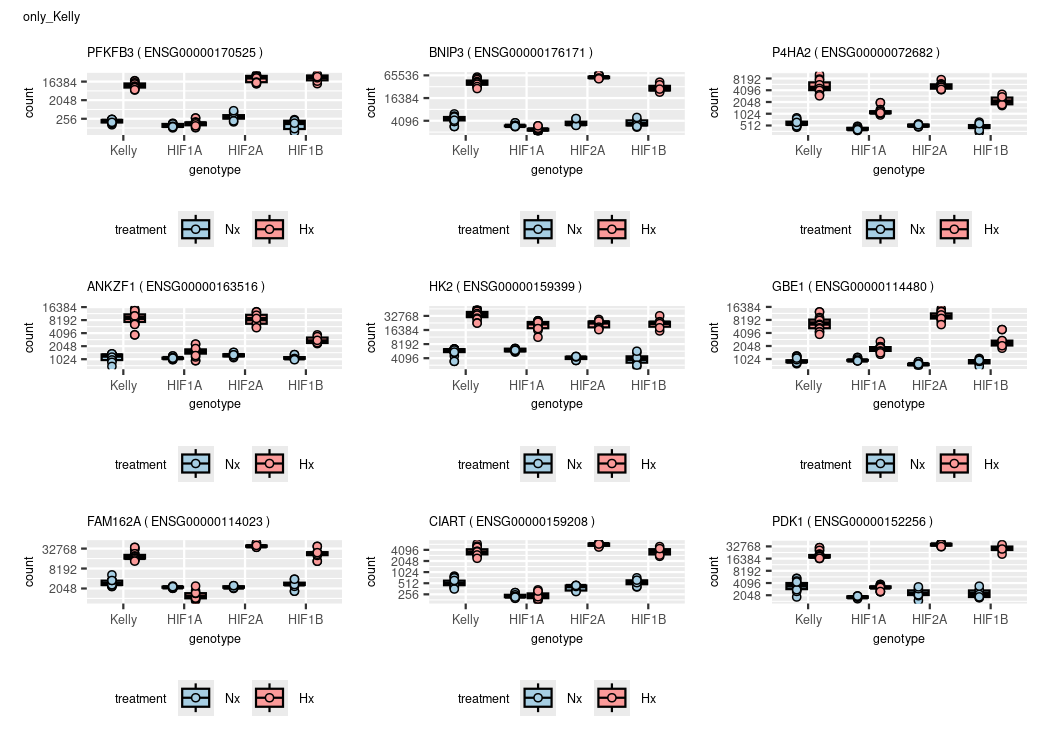 only_Kelly
PFKFB3 ( ENSG00000170525 )
count
16384
2048
256
Kelly HIF1A HIF2A HIF1B
genotype
treatment Nx Hx
BNIP3 ( ENSG00000176171 )
count
65536
16384
4096
Kelly HIF1A HIF2A HIF1B
genotype
treatment Nx Hx
P4HA2 ( ENSG00000072682 )
count
8192
4096
2048
1024
512
Kelly HIF1A HIF2A HIF1B
genotype
treatment Nx Hx
ANKZF1 ( ENSG00000163516 )
count
16384
8192
4096
2048
1024
Kelly HIF1A HIF2A HIF1B
genotype
treatment Nx Hx
HK2 ( ENSG00000159399 )
count
32768
16384
8192
4096
Kelly HIF1A HIF2A HIF1B
genotype
treatment Nx Hx
GBE1 ( ENSG00000114480 )
count
16384
8192
4096
2048
1024
Kelly HIF1A HIF2A HIF1B
genotype
treatment Nx Hx
FAM162A ( ENSG00000114023 )
count
32768
8192
2048
Kelly HIF1A HIF2A HIF1B
genotype
treatment Nx Hx
CIART ( ENSG00000159208 )
count
4096
2048
1024
512
256
Kelly HIF1A HIF2A HIF1B
genotype
treatment Nx Hx
PDK1 ( ENSG00000152256 )
count
32768
16384
8192
4096
2048
Kelly HIF1A HIF2A HIF1B
genotype